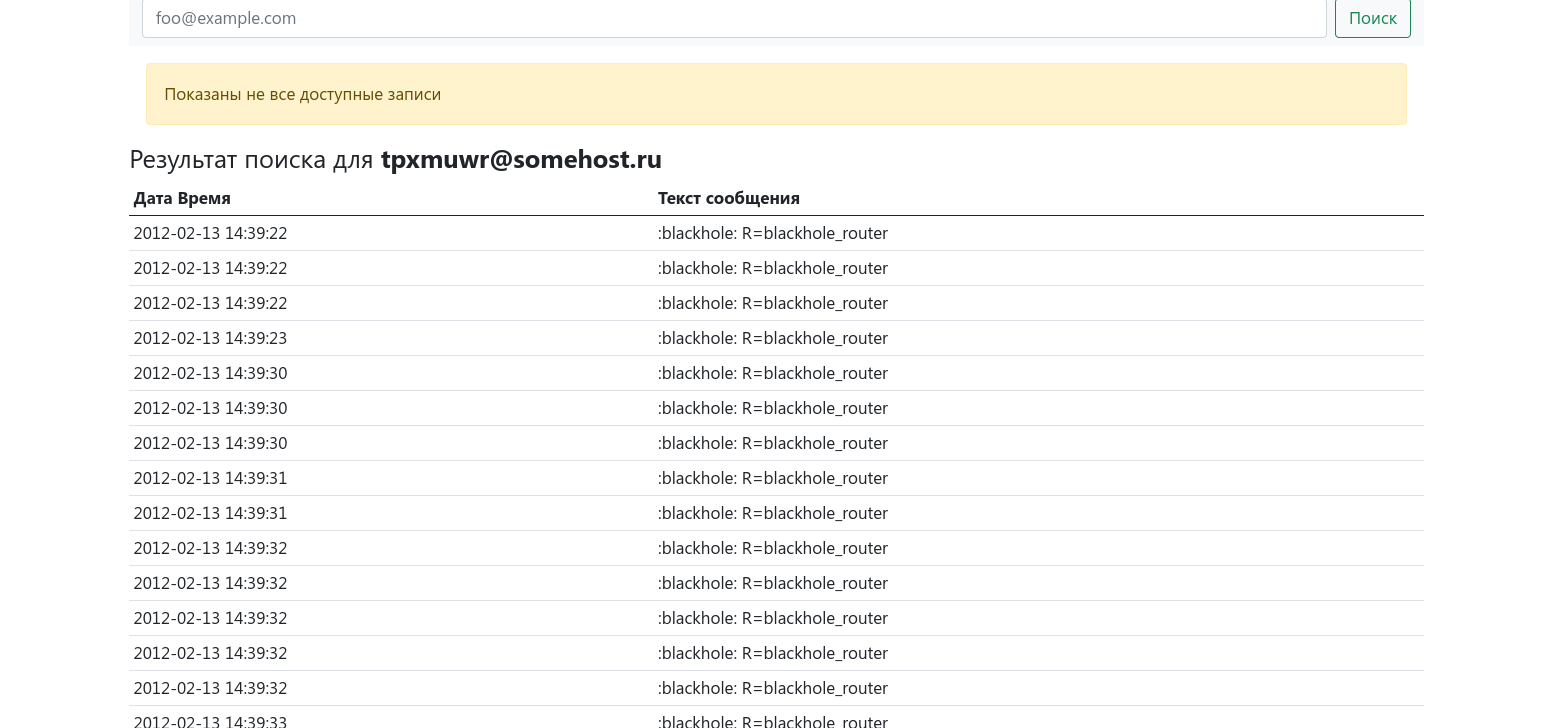 foo@example.com Поиск
Показаны не все доступные записи
Результат поиска для tpxmuwr@somehost.ru
Дата Время Текст сообщения
2012-02-13 14:39:22 :blackhole: R=blackhole_router
2012-02-13 14:39:22 :blackhole: R=blackhole_router
2012-02-13 14:39:22 :blackhole: R=blackhole_router
2012-02-13 14:39:23 :blackhole: R=blackhole_router
2012-02-13 14:39:30 :blackhole: R=blackhole_router
2012-02-13 14:39:30 :blackhole: R=blackhole_router
2012-02-13 14:39:30 :blackhole: R=blackhole_router
2012-02-13 14:39:31 :blackhole: R=blackhole_router
2012-02-13 14:39:31 :blackhole: R=blackhole_router
2012-02-13 14:39:32 :blackhole: R=blackhole_router
2012-02-13 14:39:32 :blackhole: R=blackhole_router
2012-02-13 14:39:32 :blackhole: R=blackhole_router
2012-02-13 14:39:32 :blackhole: R=blackhole_router
2012-02-13 14:39:32 :blackhole: R=blackhole_router
2012-02-13 14:39:33 :blackhole: R=blackhole_router